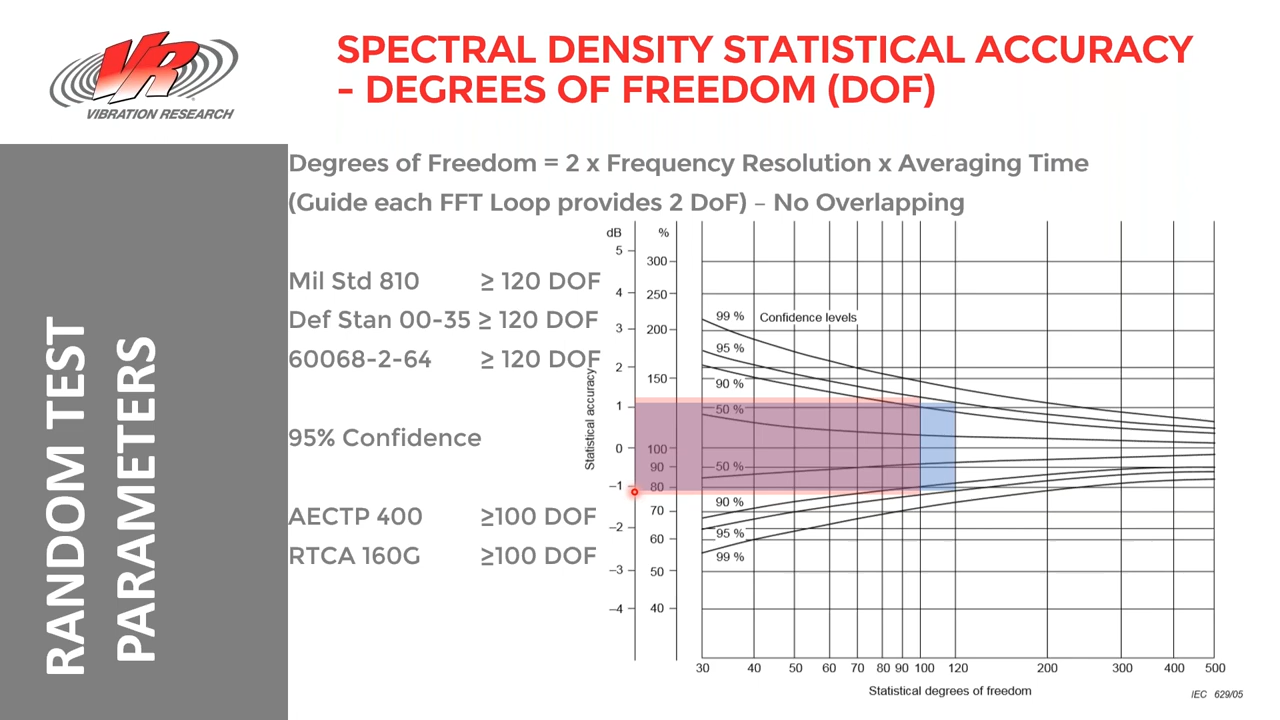 VR
VIBRATION RESEARCH
SPECTRAL DENSITY STATISTICAL ACCURACY
- DEGREES OF FREEDOM (DOF)
RANDOM TEST
PARAMETERS
Degrees of Freedom = 2 x Frequency Resolution x Averaging Time
(Guide each FFT Loop provides 2 DoF) – No Overlapping
Mil Std 810 ≥ 120 DOF
Def Stan 00-35 ≥ 120 DOF
60068-2-64 ≥ 120 DOF
95% Confidence
AECTP 400 ≥100 DOF
RTCA 160G ≥100 DOF
dB %
5
300
4
250
3
200
2
150
1
0
100
90
–1
80
70
–2
60
–3
50
–4
40
Statistical accuracy
99 % Confidence levels
95 %
90 %
50 %
50 %
90 %
95 %
99 %
30 40 50 60 70 80 90 100 120 200 300 400 500
Statistical degrees of freedom
IEC 629/05